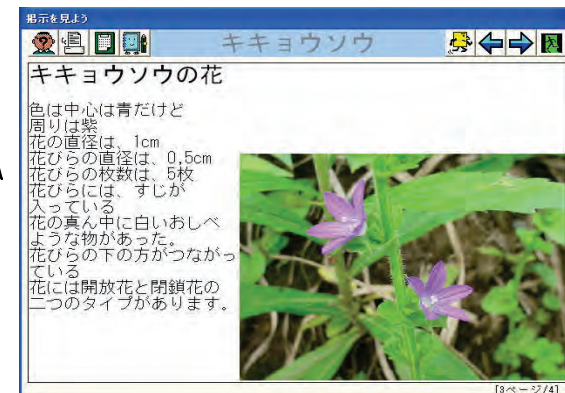 掲示を見よう
キキョウソウ
キキョウソウの花
色は中心は青だけど
周りは紫
花の直径は、1cm
花びらの直径は、0.5cm
花びらの枚数は、5枚
花びらには、すじが
入っている
花の真ん中に白いおしべ
ような物があった。
花びらの下の方がつながっ
ている
花には開放花と閉鎖花の
二つのタイプがあります。
[3ページ/4]